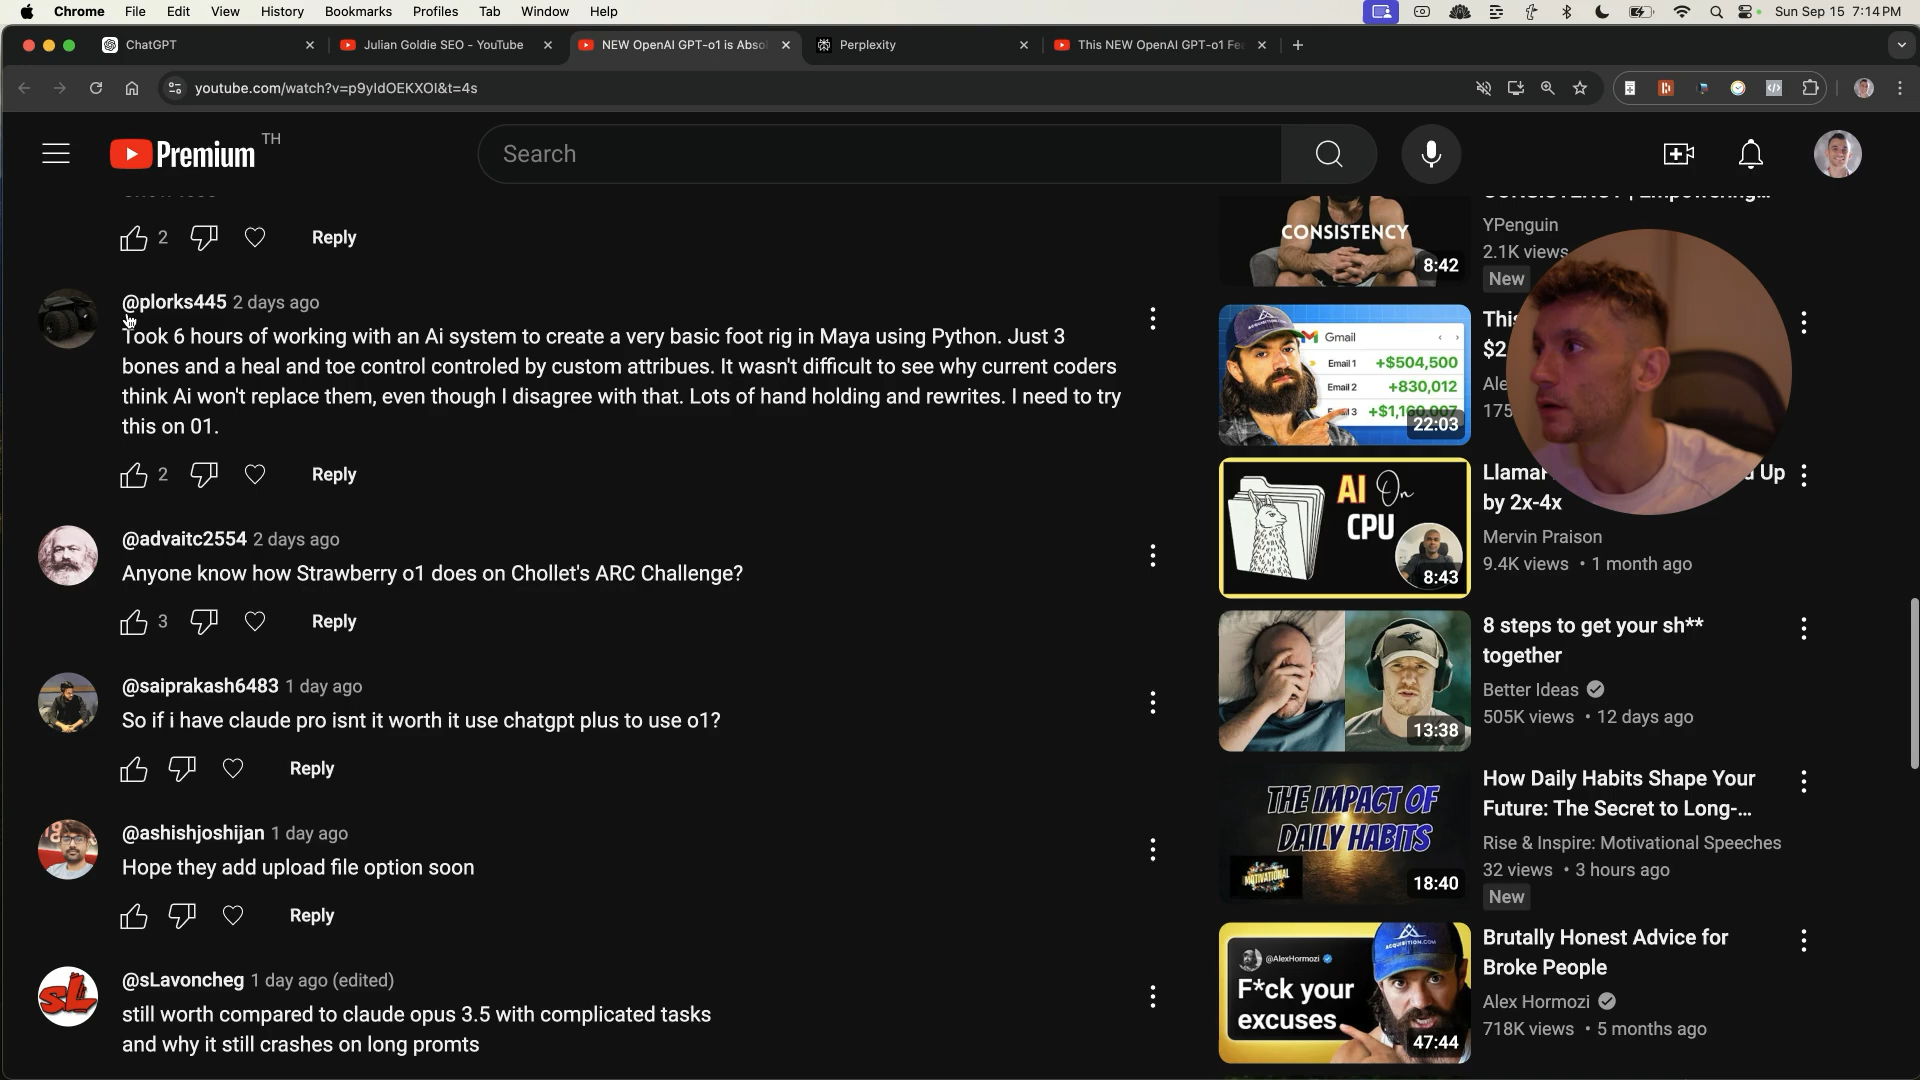 Chrome File Edit View History Bookmarks Profiles Tab Window Help
Sun Sep 15 7:14 PM
ChatGPT
Julian Goldie SEO - YouTube
NEW OpenAI GPT-o1 is Abso
Perplexity
This NEW OpenAI GPT-o1 Fe
youtube.com/watch?v=p9yIdOEKXOI&t=4s
Premium TH
Search
2 Reply
@plorks445 2 days ago
Took 6 hours of working with an Ai system to create a very basic foot rig in Maya using Python. Just 3
bones and a heal and toe control controled by custom attribues. It wasn't difficult to see why current coders
think Ai won't replace them, even though I disagree with that. Lots of hand holding and rewrites. I need to try
this on 01.
2 Reply
@advaitc2554 2 days ago
Anyone know how Strawberry o1 does on Chollet's ARC Challenge?
3 Reply
@saiprakash6483 1 day ago
So if i have claude pro isnt it worth it use chatgpt plus to use o1?
Reply
@ashishjoshijan 1 day ago
Hope they add upload file option soon
Reply
@sLavoncheg 1 day ago (edited)
still worth compared to claude opus 3.5 with complicated tasks
and why it still crashes on long promts
CONSISTENCY
8:42
YPenguin
2.1K views
New
Gmail
Email 1 +$504,500
Email 2 +830,012
+$1,160,007
22:03
This
$2
Ale
175
AI On
CPU
8:43
Up
by 2x-4x
Mervin Praison
9.4K views • 1 month ago
13:38
8 steps to get your sh**
together
Better Ideas
505K views • 12 days ago
THE IMPACT OF
DAILY HABITS
MOTIVATIONAL
18:40
How Daily Habits Shape Your
Future: The Secret to Long-...
Rise & Inspire: Motivational Speeches
32 views • 3 hours ago
New
ACQUISITION.COM
@AlexHormozi
F*ck your
excuses.
47:44
Brutally Honest Advice for
Broke People
Alex Hormozi
718K views • 5 months ago